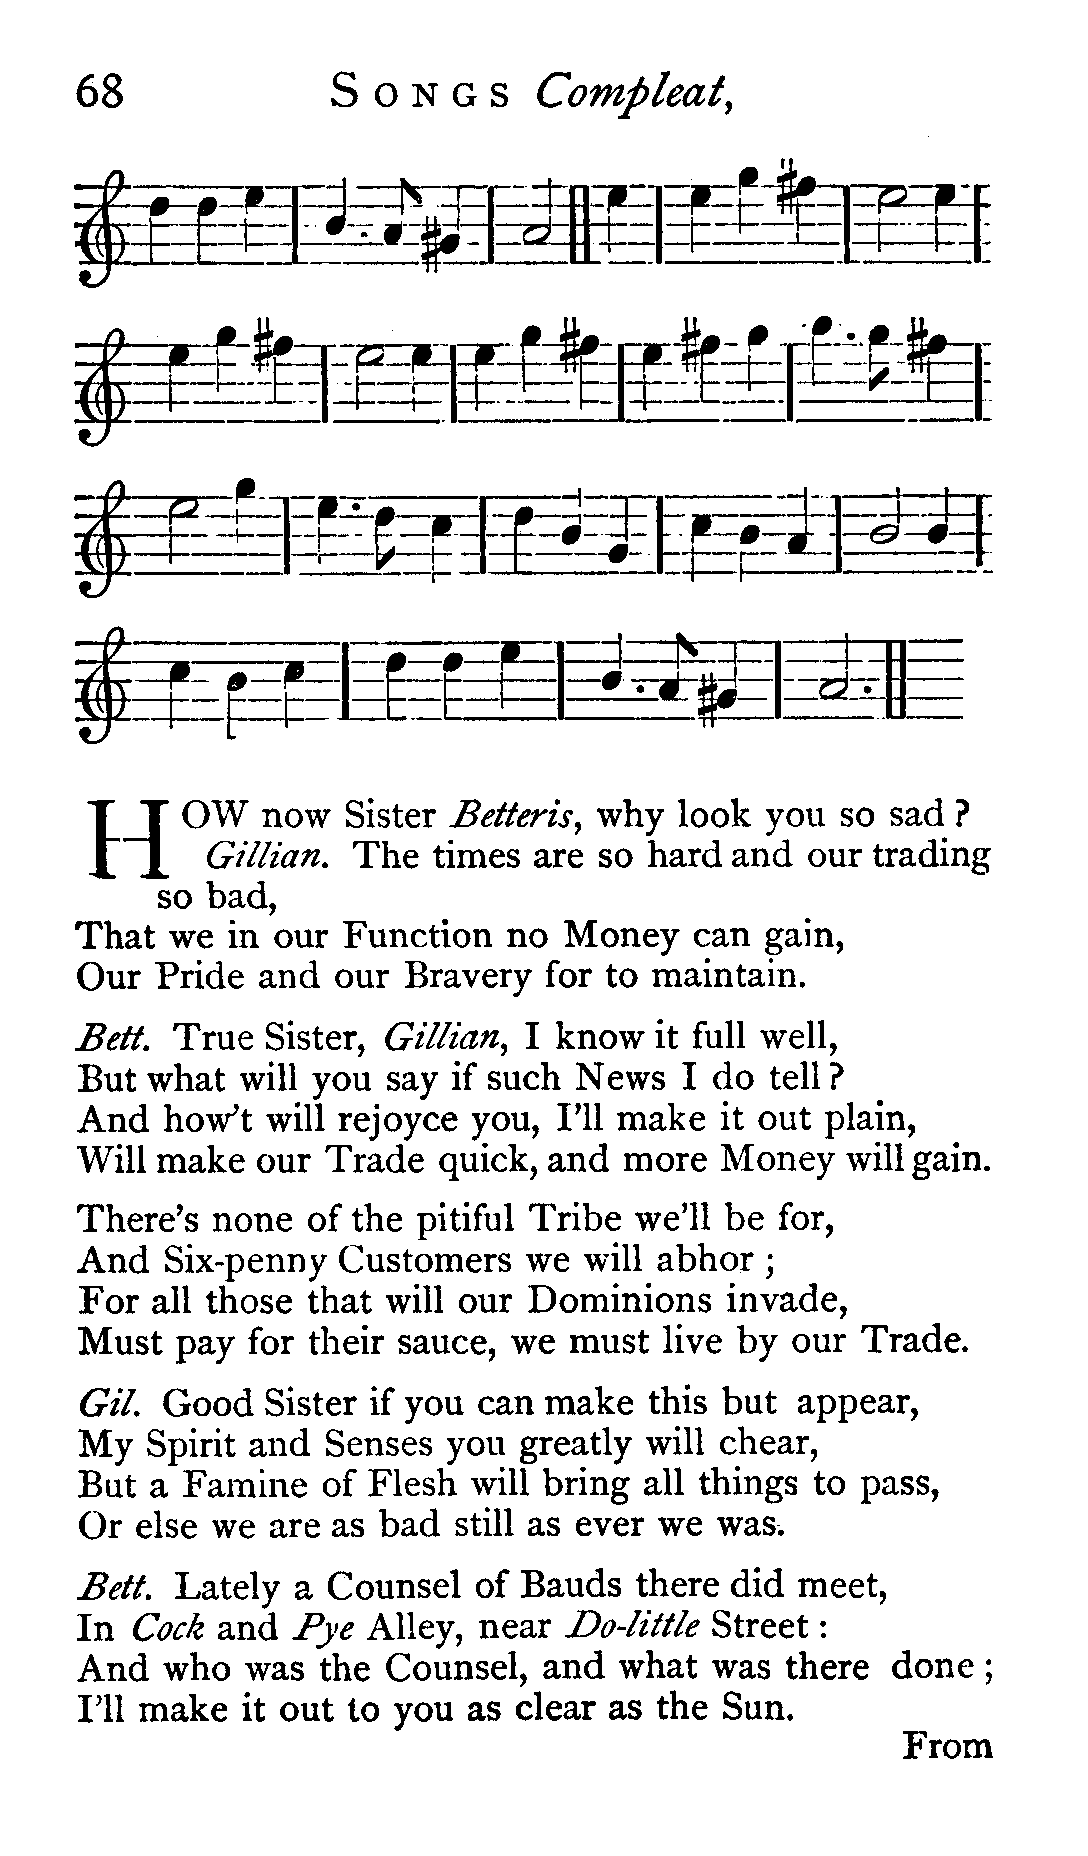 68 SONGS Compleat,
HOW now Sister Betteris, why look you so sad?
Gillian. The times are so hard and our trading
so bad,
That we in our Function no Money can gain,
Our Pride and our Bravery for to maintain.
Bett. True Sister, Gillian, I know it full well,
But what will you say if such News I do tell?
And how't will rejoyce you, I'll make it out plain,
Will make our Trade quick, and more Money will gain.
There's none of the pitiful Tribe we'll be for,
And Six-penny Customers we will abhor;
For all those that will our Dominions invade,
Must pay for their sauce, we must live by our Trade.
Gil. Good Sister if you can make this but appear,
My Spirit and Senses you greatly will chear,
But a Famine of Flesh will bring all things to pass,
Or else we are as bad still as ever we was.
Bett. Lately a Counsel of Bauds there did meet,
In Cock and Pye Alley, near Do-little Street:
And who was the Counsel, and what was there done;
I'll make it out to you as clear as the Sun.
From